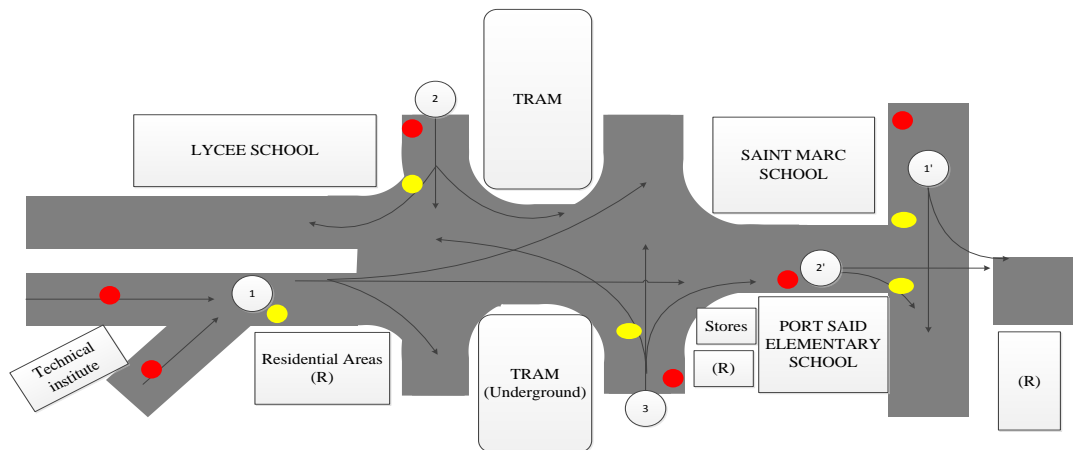 2
TRAM
LYCEE SCHOOL
SAINT MARC
SCHOOL
1'
2'
1
Technical
institute
Residential Areas
(R)
TRAM
(Underground)
Stores
(R)
PORT SAID
ELEMENTARY
SCHOOL
(R)
3